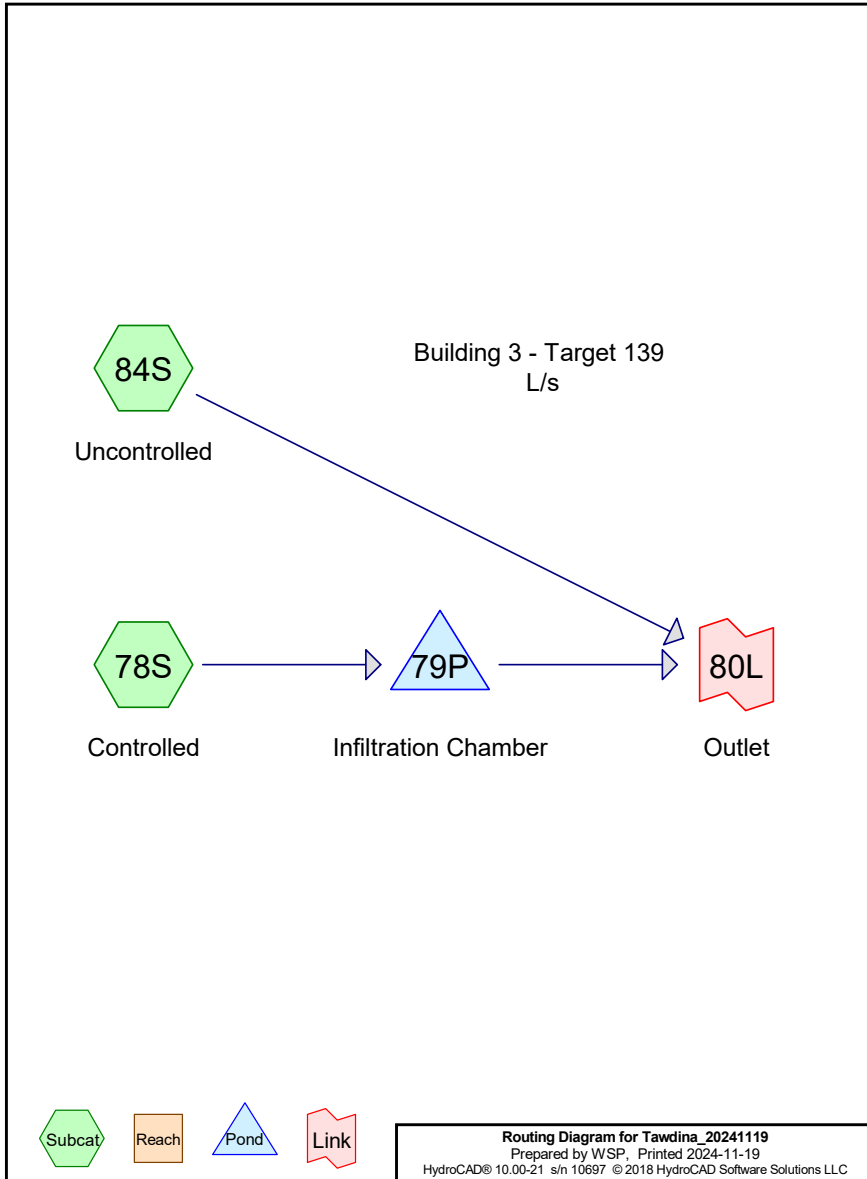 84S
Uncontrolled
Building 3 - Target 139
L/s
78S
79P
80L
Controlled
Infiltration Chamber
Outlet
Subcat
Reach
Pond
Link
Routing Diagram for Tawdina_20241119
Prepared by WSP, Printed 2024-11-19
HydroCAD® 10.00-21 s/n 10697 © 2018 HydroCAD Software Solutions LLC